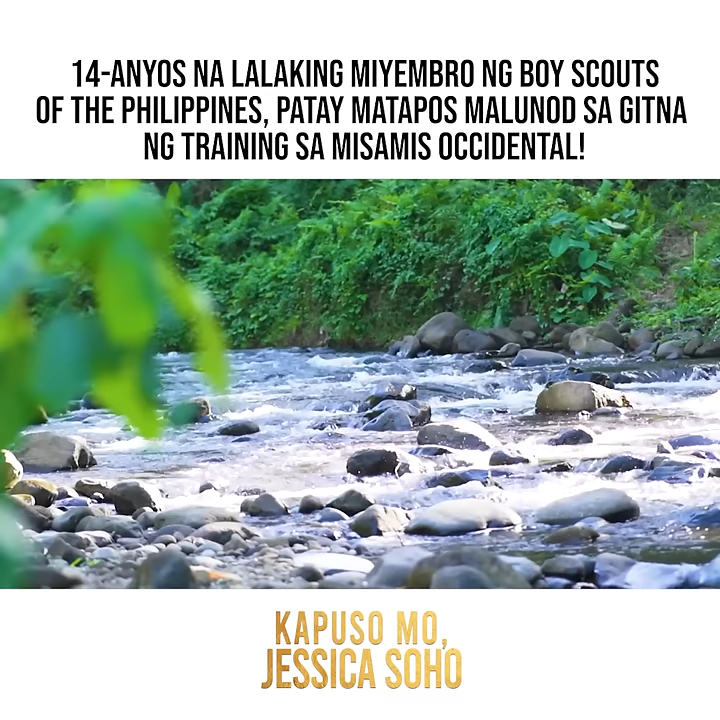 14-ANYOS NA LALAKING MIYEMBRO NG BOY SCOUTS
OF THE PHILIPPINES, PATAY MATAPOS MALUNOD SA GITNA
NG TRAINING SA MISAMIS OCCIDENTAL!
KAPUSO MO,
JESSICA SOHO